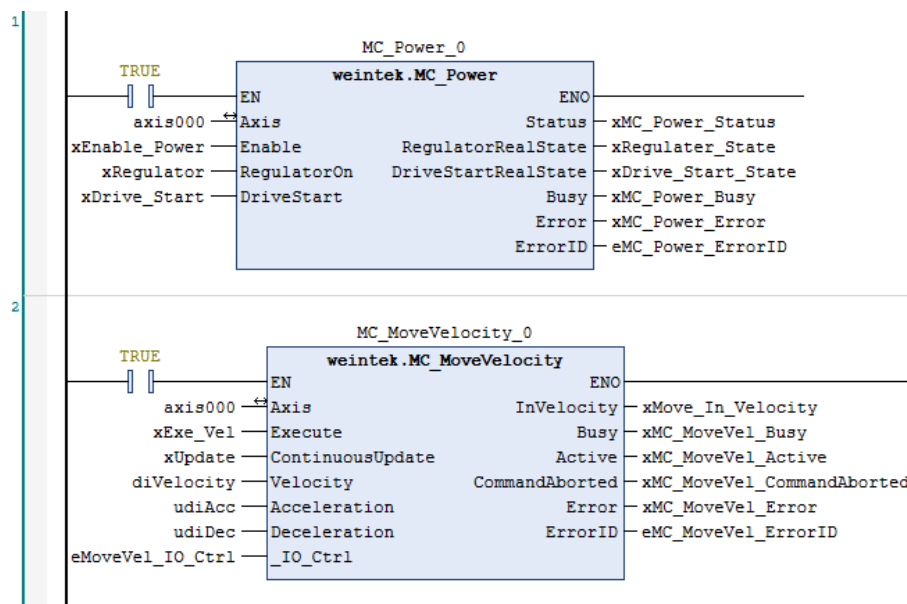 1
MC_Power_0
TRUE
weintek.MC_Power
EN ENO
axis000 Axis Status xMC_Power_Status
xEnable_Power Enable RegulatorRealState xRegulater_State
xRegulator RegulatorOn DriveStartRealState xDrive_Start_State
xDrive_Start DriveStart Busy xMC_Power_Busy
Error xMC_Power_Error
ErrorID eMC_Power_ErrorID
2
MC_MoveVelocity_0
TRUE
weintek.MC_MoveVelocity
EN ENO
axis000 Axis InVelocity xMove_In_Velocity
xExe_Vel Execute Busy xMC_MoveVel_Busy
xUpdate ContinuousUpdate Active xMC_MoveVel_Active
diVelocity Velocity CommandAborted xMC_MoveVel_CommandAborted
udiAcc Acceleration Error xMC_MoveVel_Error
udiDec Deceleration ErrorID eMC_MoveVel_ErrorID
eMoveVel_IO_Ctrl _IO_Ctrl